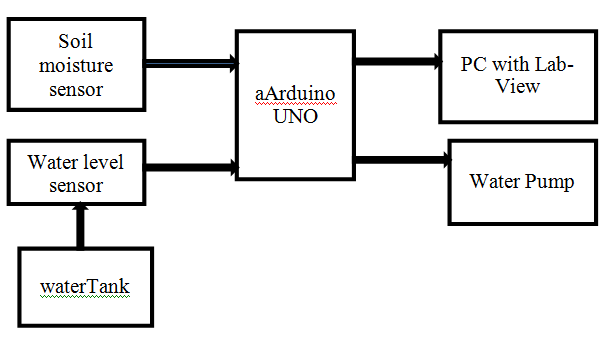 Soil
moisture
sensor
aArduino
UNO
PC with Lab-
View
Water level
sensor
Water Pump
waterTank